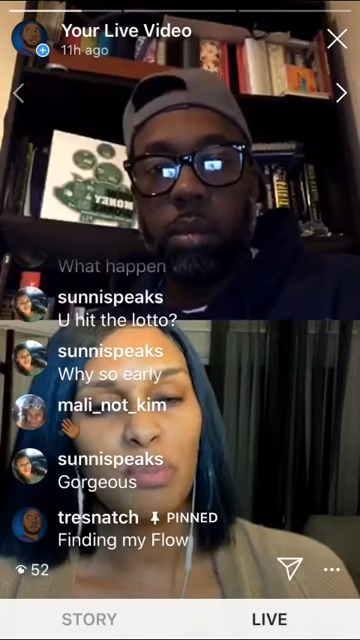 Your Live Video
11h ago
What happen
sunnispeaks
U hit the lotto?
sunnispeaks
Why so early
mali_not_kim
sunnispeaks
Gorgeous
tresnatch PINNED
Finding my Flow
52
STORY LIVE